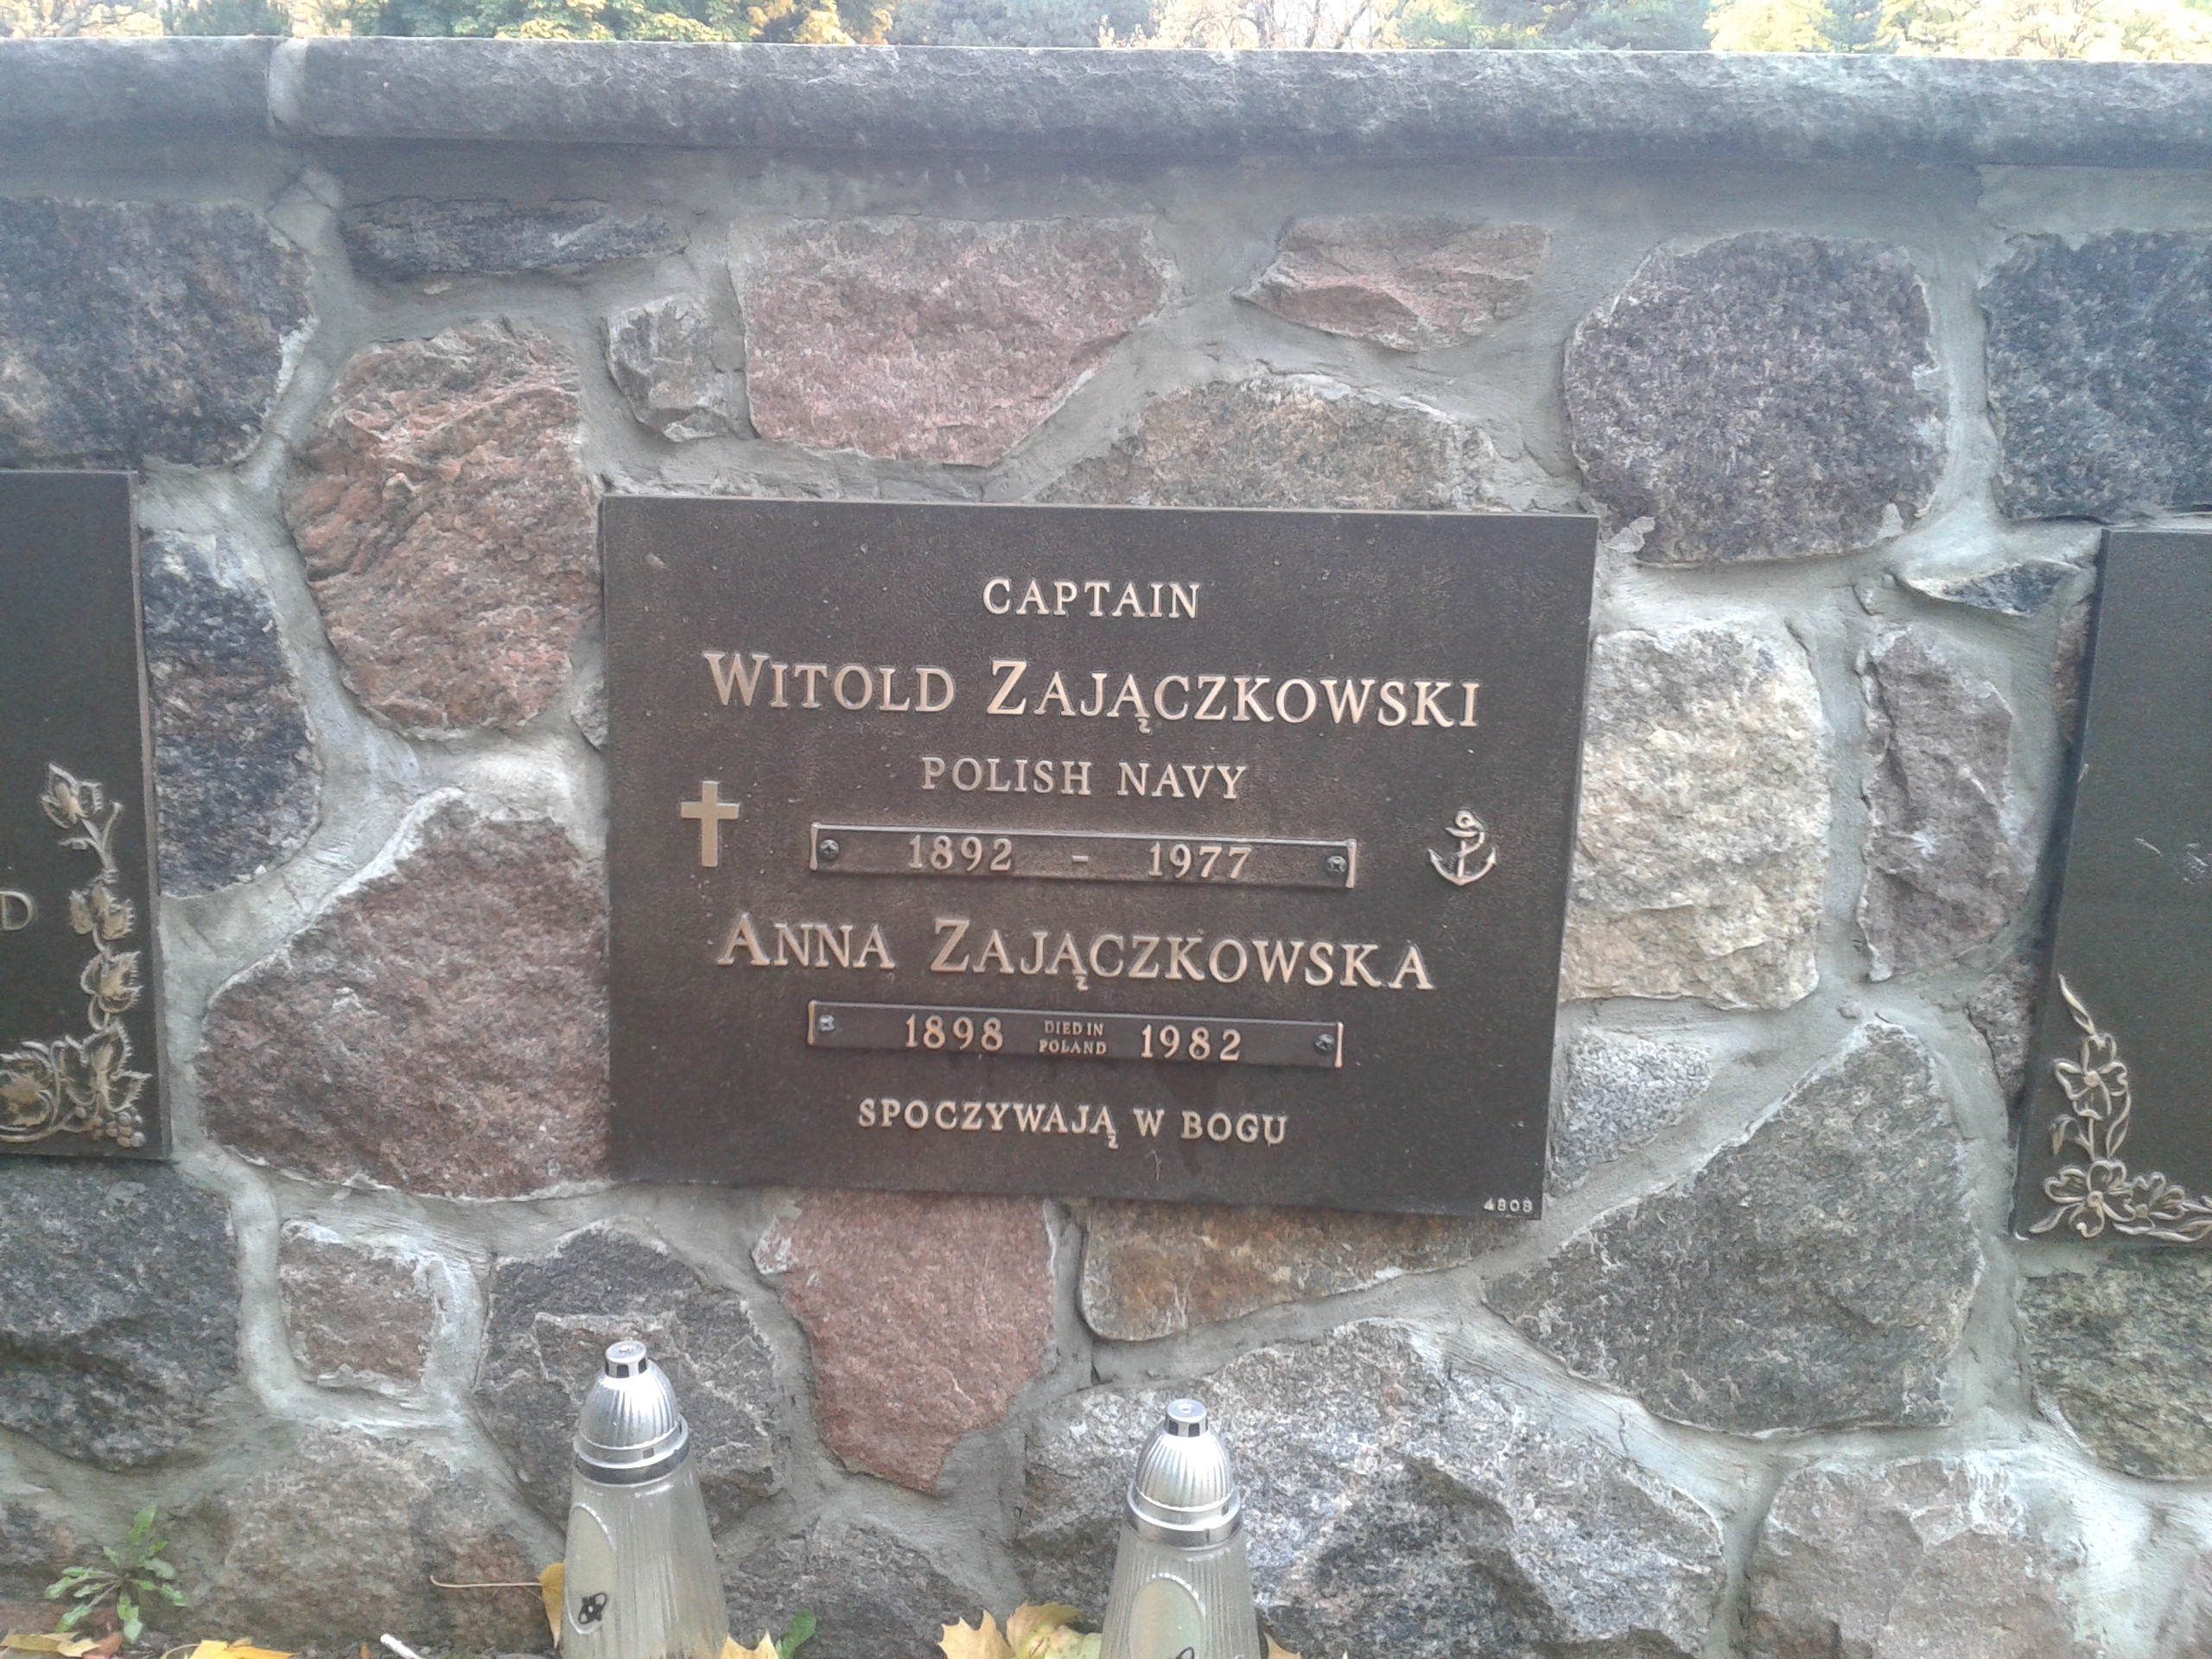 CAPTAIN
WITOLD ZAJĄCZKOWSKI
POLISH NAVY
1892 - 1977
ANNA ZAJĄCZKOWSKA
1898 DIED IN POLAND 1982
SPOCZYWAJĄ W BOGU
4808
D